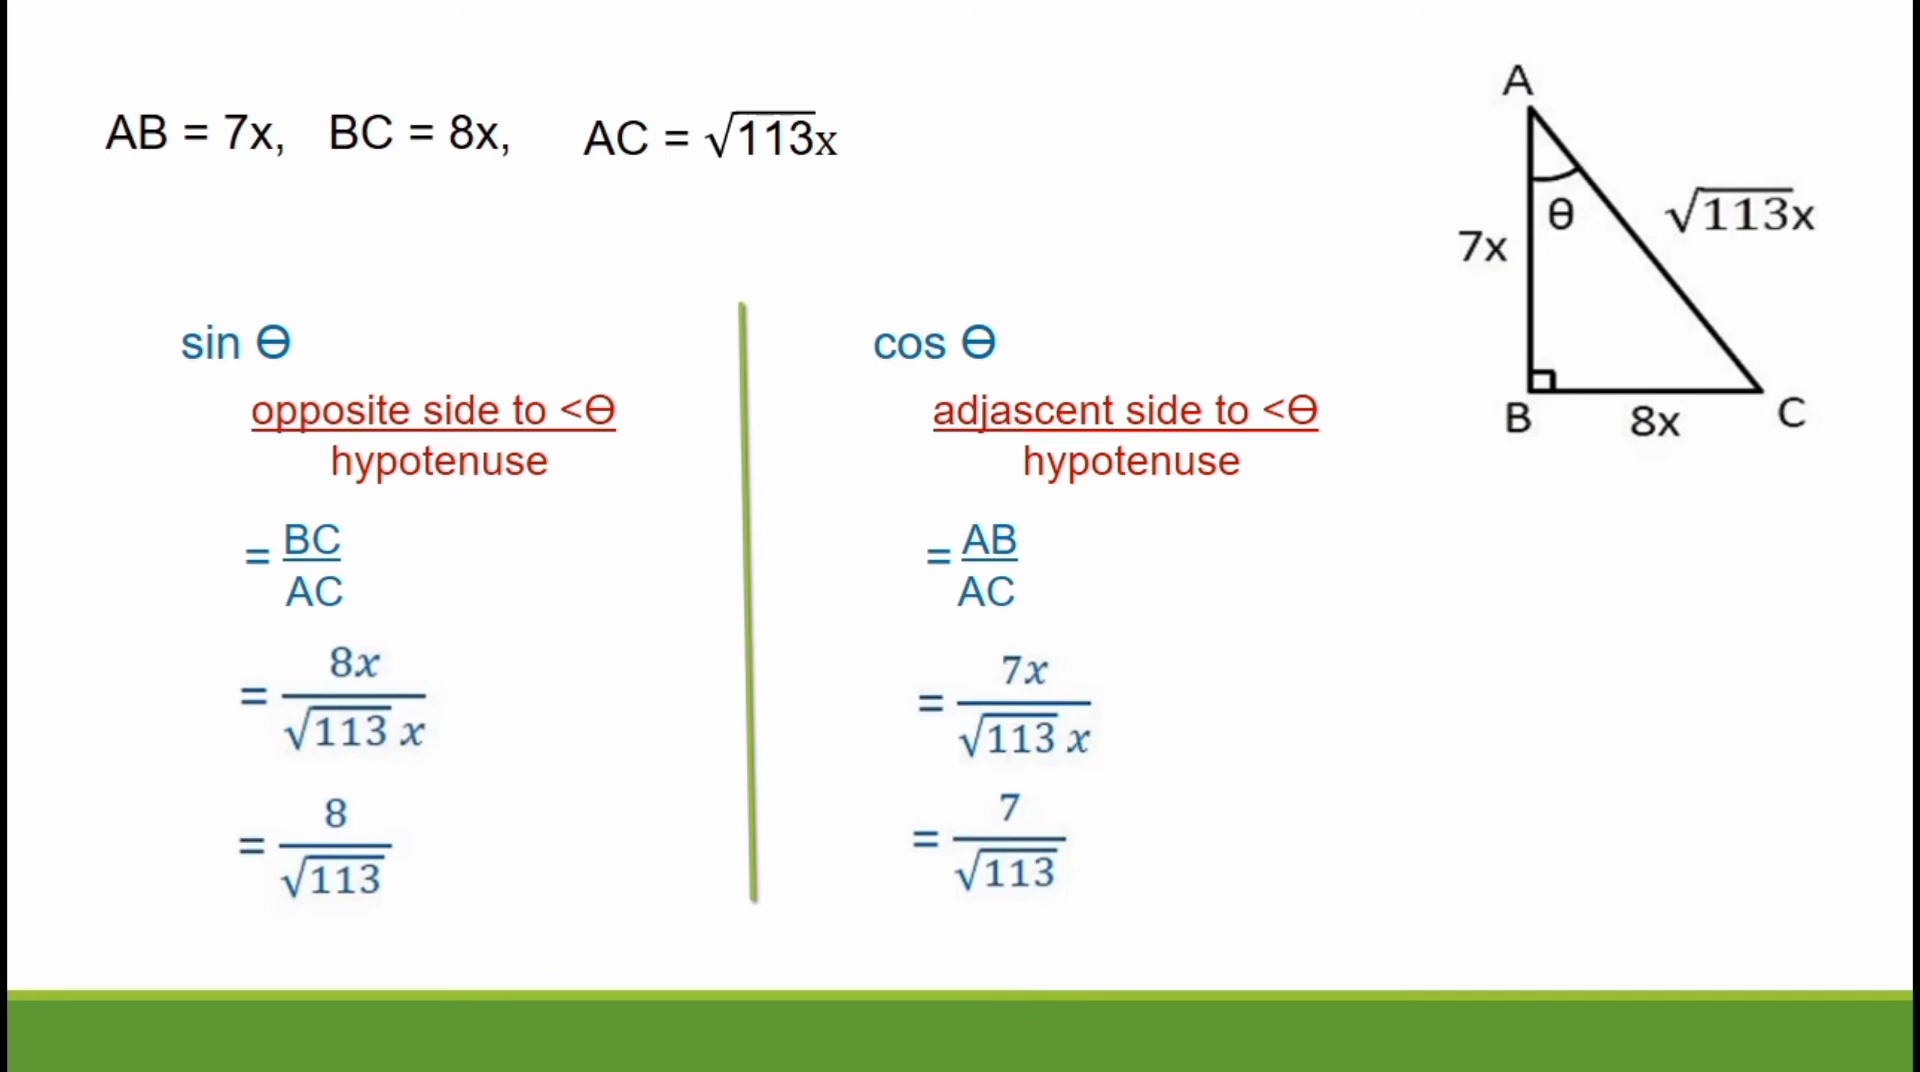 AB = 7x, BC = 8x, AC = √113x
A
θ
√113x
7x
B
8x
C
sin Ө
opposite side to <Ө
hypotenuse
= BC
AC
= 8x
√113 x
= 8
√113
cos Ө
adjascent side to <Ө
hypotenuse
= AB
AC
= 7x
√113 x
= 7
√113